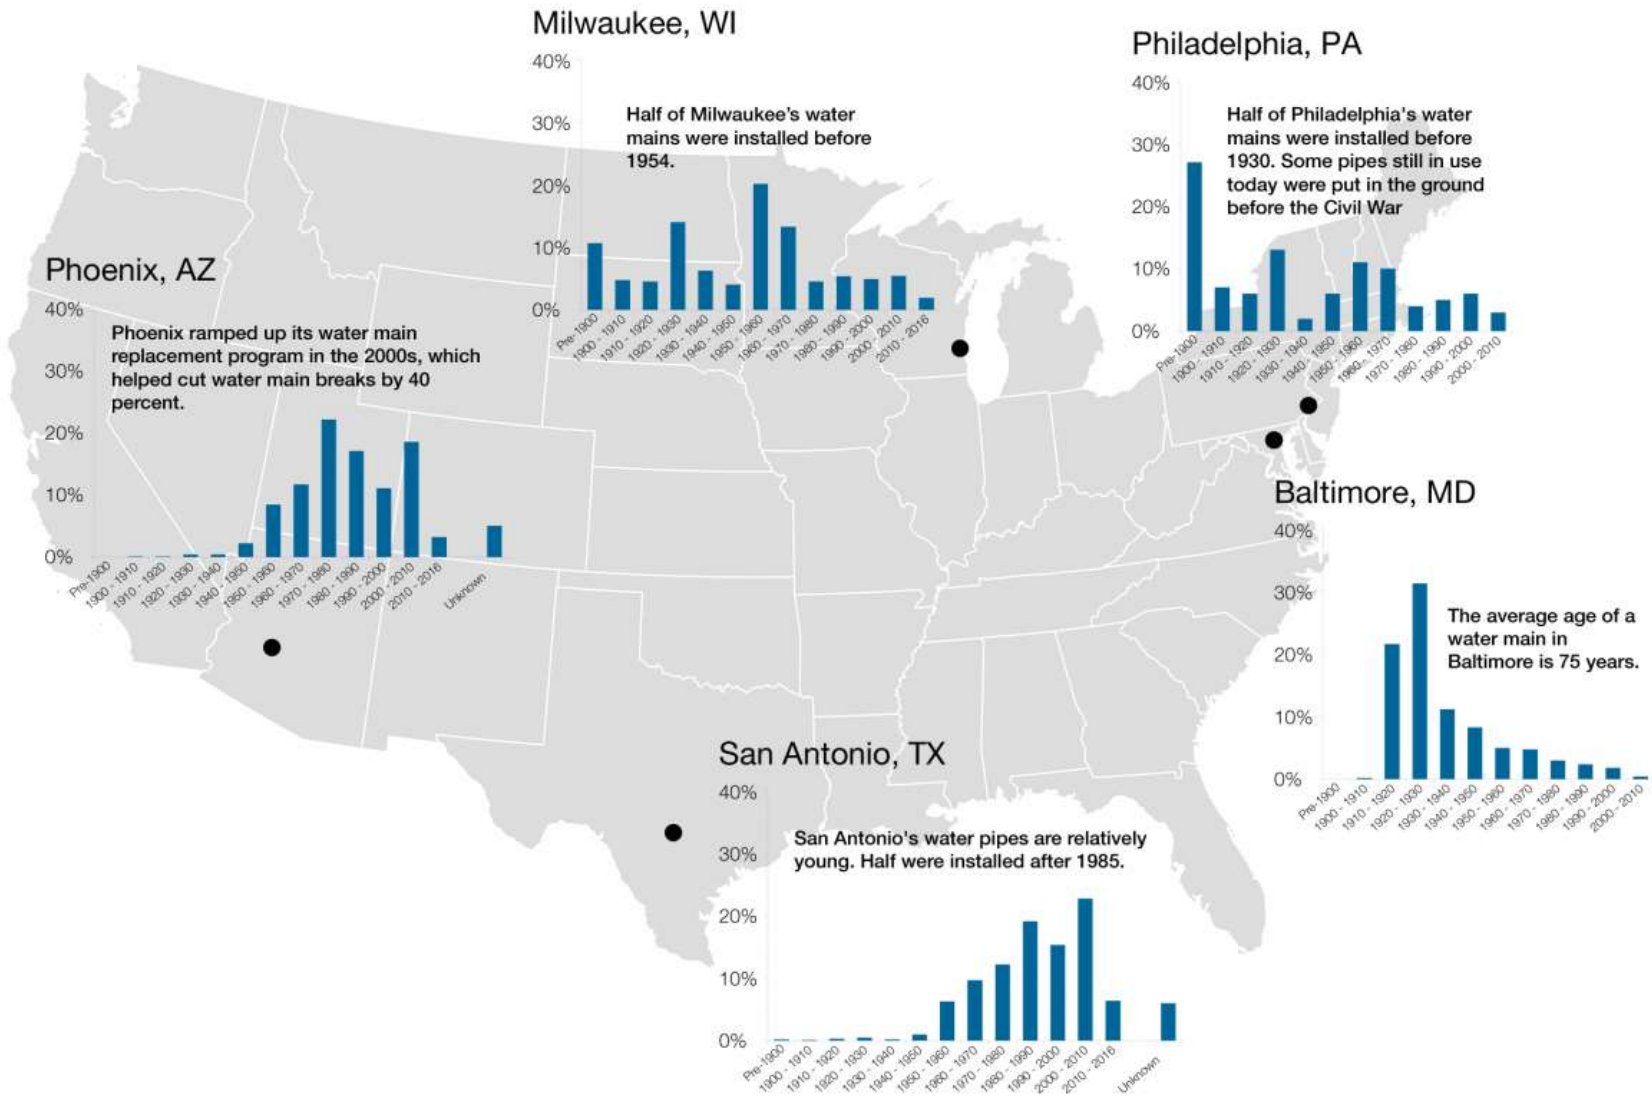 Milwaukee, WI
40%
30%
20%
10%
0%
Half of Milwaukee's water
mains were installed before
1954.
Pre-1900
1900 - 1910
1910 - 1920
1920 - 1930
1930 - 1940
1940 - 1950
1950 - 1960
1960 - 1970
1970 - 1980
1980 - 1990
1990 - 2000
2000 - 2010
2010 - 2016
Philadelphia, PA
40%
30%
20%
10%
0%
Half of Philadelphia's water
mains were installed before
1930. Some pipes still in use
today were put in the ground
before the Civil War
Pre-1900
1900 - 1910
1910 - 1920
1920 - 1930
1930 - 1940
1940 - 1950
1950 - 1960
1960 - 1970
1970 - 1980
1980 - 1990
1990 - 2000
2000 - 2010
Phoenix, AZ
40%
30%
20%
10%
0%
Phoenix ramped up its water main
replacement program in the 2000s, which
helped cut water main breaks by 40
percent.
Pre-1900
1900 - 1910
1910 - 1920
1920 - 1930
1930 - 1940
1940 - 1950
1950 - 1960
1960 - 1970
1970 - 1980
1980 - 1990
1990 - 2000
2000 - 2010
2010 - 2016
Unknown
Baltimore, MD
40%
30%
20%
10%
0%
The average age of a
water main in
Baltimore is 75 years.
Pre-1900
1900 - 1910
1910 - 1920
1920 - 1930
1930 - 1940
1940 - 1950
1950 - 1960
1960 - 1970
1970 - 1980
1980 - 1990
1990 - 2000
2000 - 2010
San Antonio, TX
40%
30%
20%
10%
0%
San Antonio's water pipes are relatively
young. Half were installed after 1985.
Pre-1900
1900 - 1910
1910 - 1920
1920 - 1930
1930 - 1940
1940 - 1950
1950 - 1960
1960 - 1970
1970 - 1980
1980 - 1990
1990 - 2000
2000 - 2010
2010 - 2016
Unknown